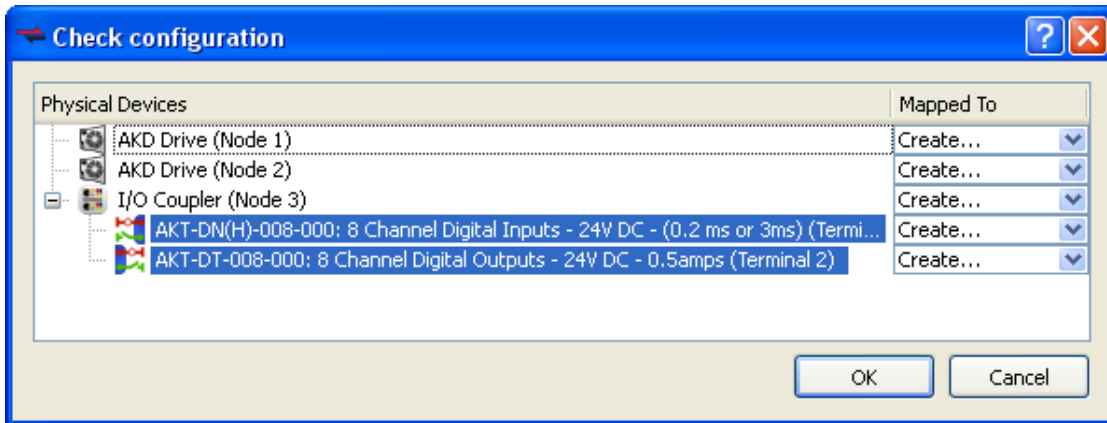 Check configuration
Physical Devices Mapped To
AKD Drive (Node 1) Create...
AKD Drive (Node 2) Create...
I/O Coupler (Node 3) Create...
AKT-DN(H)-008-000: 8 Channel Digital Inputs - 24V DC - (0.2 ms or 3ms) (Termi... Create...
AKT-DT-008-000: 8 Channel Digital Outputs - 24V DC - 0.5amps (Terminal 2) Create...
OK Cancel